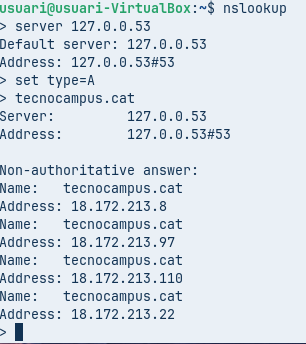 usuari@usuari-VirtualBox:~$ nslookup
> server 127.0.0.53
Default server: 127.0.0.53
Address: 127.0.0.53#53
> set type=A
> tecnocampus.cat
Server:         127.0.0.53
Address:        127.0.0.53#53

Non-authoritative answer:
Name:   tecnocampus.cat
Address: 18.172.213.8
Name:   tecnocampus.cat
Address: 18.172.213.97
Name:   tecnocampus.cat
Address: 18.172.213.110
Name:   tecnocampus.cat
Address: 18.172.213.22
>